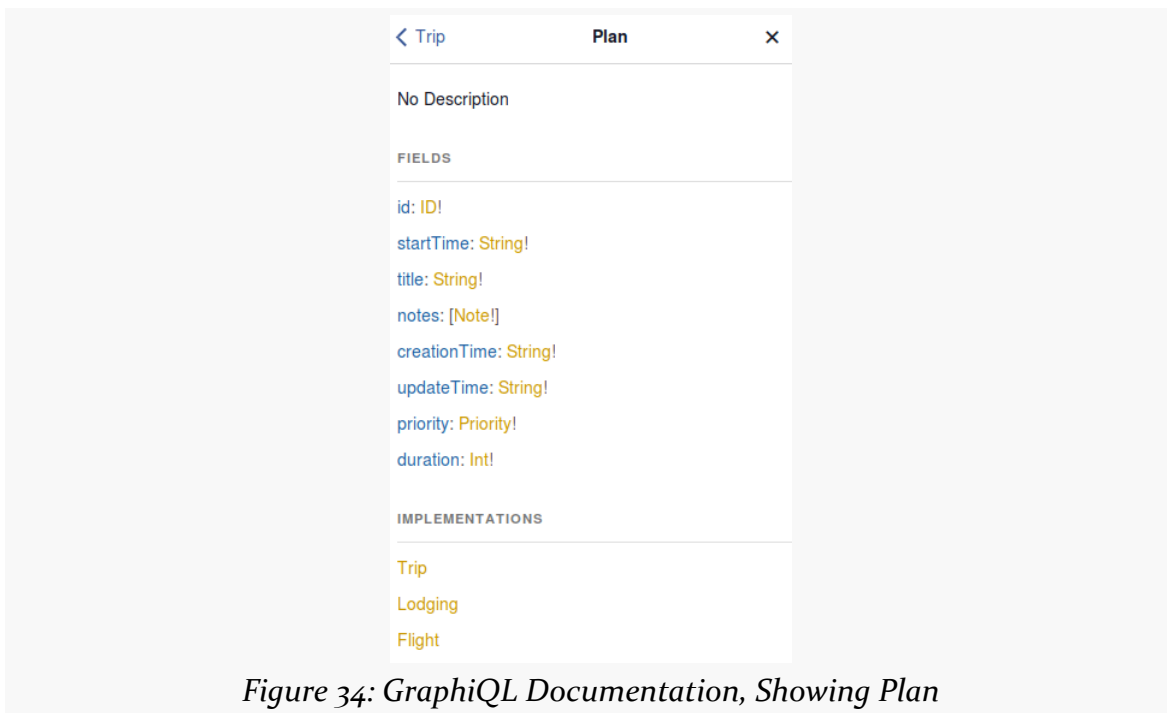 Trip Plan ×
No Description
FIELDS
id: ID!
startTime: String!
title: String!
notes: [Note!]
creationTime: String!
updateTime: String!
priority: Priority!
duration: Int!
IMPLEMENTATIONS
Trip
Lodging
Flight
Figure 34: GraphiQL Documentation, Showing Plan